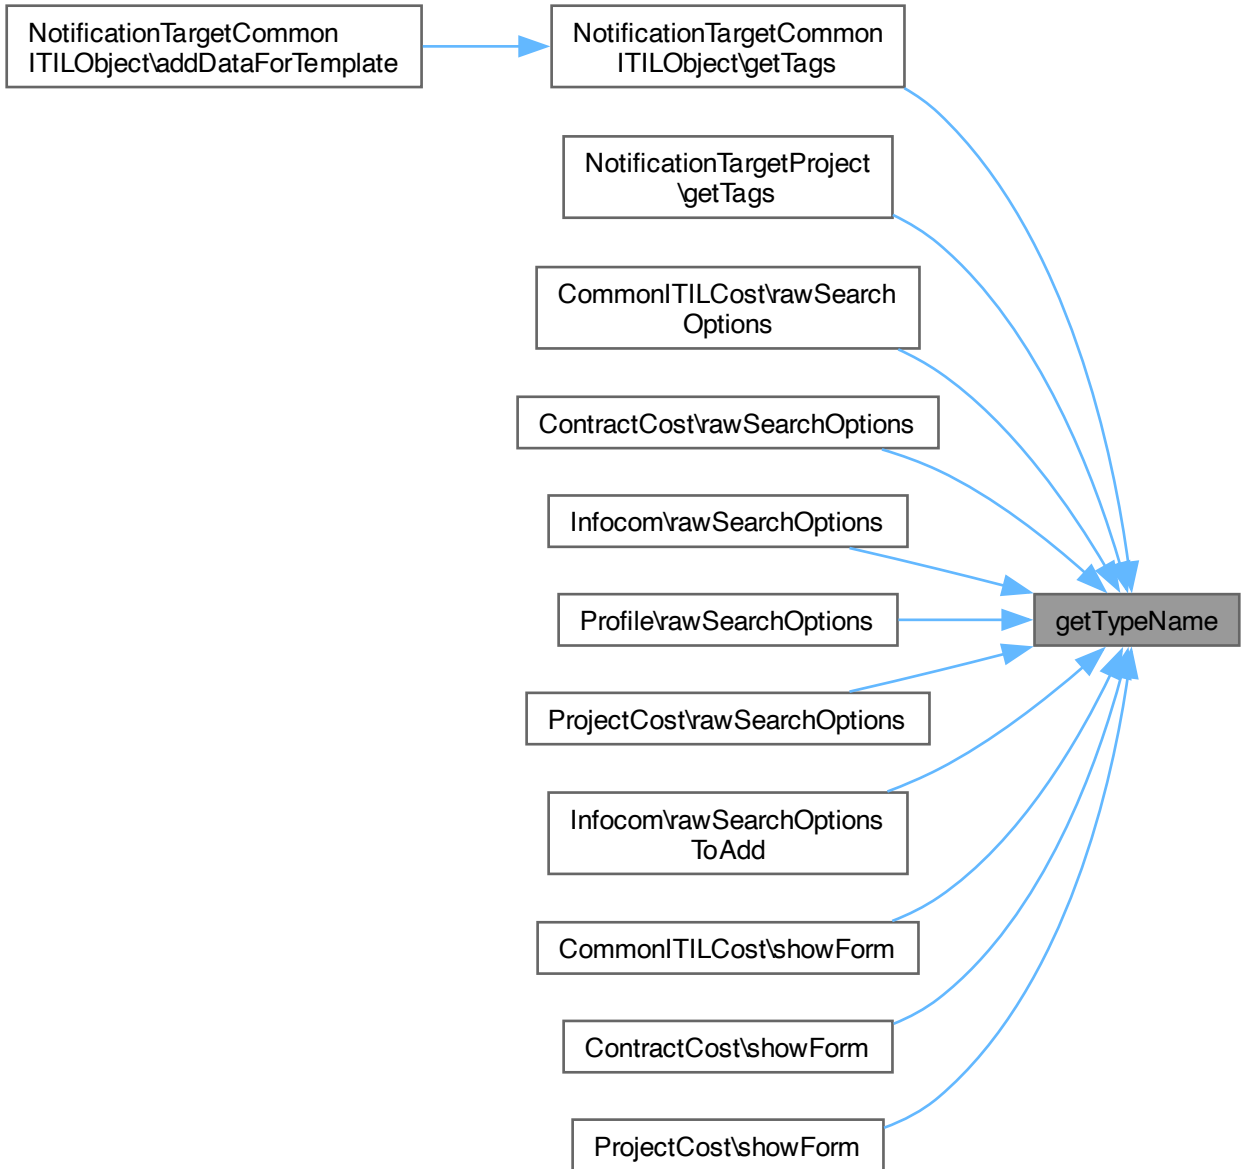 NotificationTargetCommon
ITILObject\addDataForTemplate
NotificationTargetCommon
ITILObject\getTags
NotificationTargetProject
\getTags
CommonITILCost\rawSearch
Options
ContractCost\rawSearchOptions
Infocom\rawSearchOptions
Profile\rawSearchOptions
getTypeName
ProjectCost\rawSearchOptions
Infocom\rawSearchOptions
ToAdd
CommonITILCost\showForm
ContractCost\showForm
ProjectCost\showForm